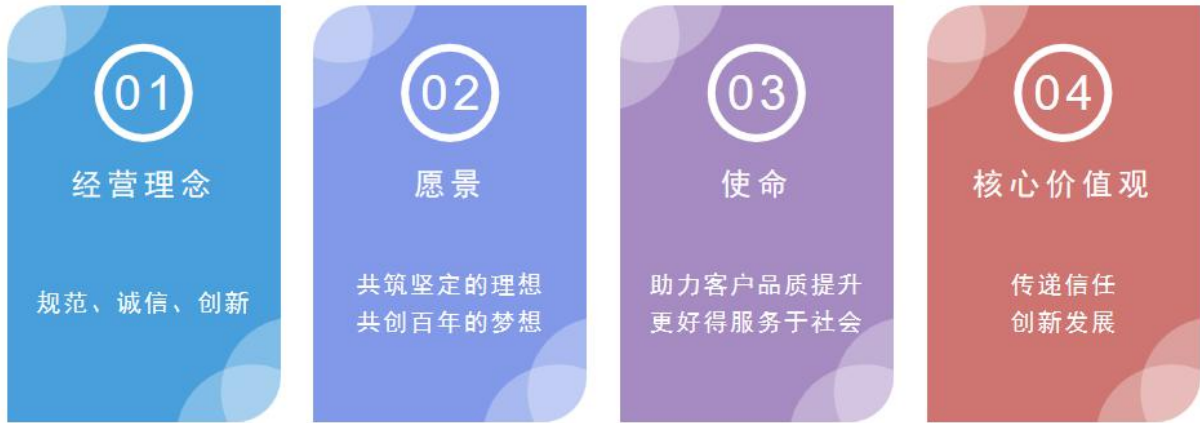 01
经营理念
规范、诚信、创新
02
愿景
共筑坚定的理想
共创百年的梦想
03
使命
助力客户品质提升
更好得服务于社会
04
核心价值观
传递信任
创新发展